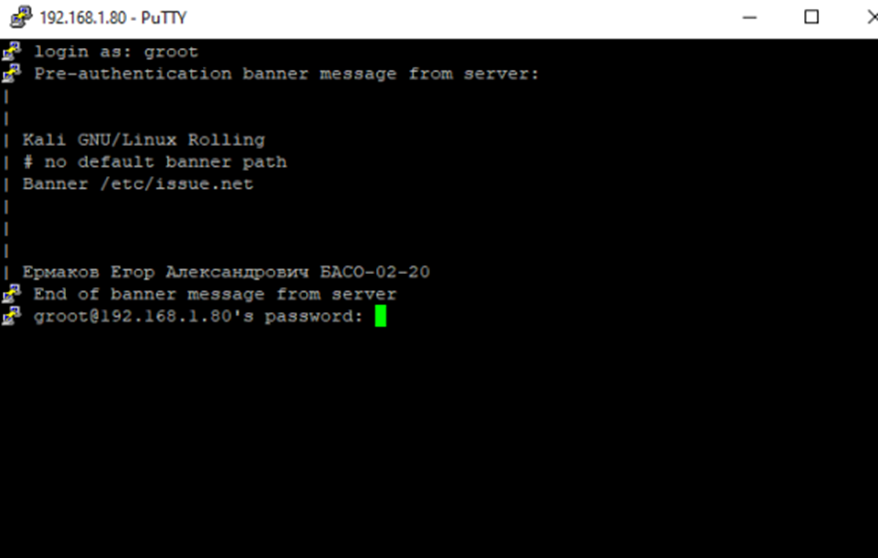 192.168.1.80 - PuTTY
login as: groot
Pre-authentication banner message from server:
|
|
| Kali GNU/Linux Rolling
| # no default banner path
| Banner /etc/issue.net
|
|
|
| Ермаков Егор Александрович БАСО-02-20
End of banner message from server
groot@192.168.1.80's password: